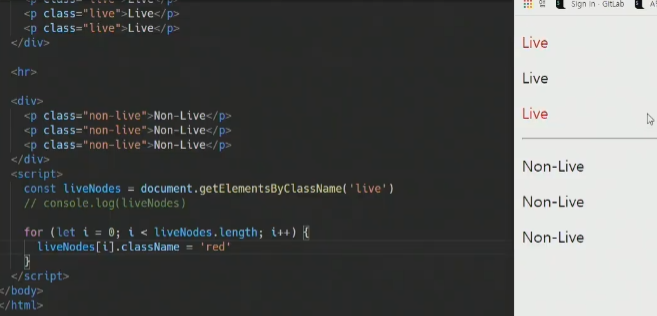 <p class="live">Live</p>
<p class="live">Live</p>
<p class="live">Live</p>
</div>
<hr>
<div>
<p class="non-live">Non-Live</p>
<p class="non-live">Non-Live</p>
<p class="non-live">Non-Live</p>
</div>
<script>
const liveNodes = document.getElementsByClassName('live')
// console.log(liveNodes)
for (let i = 0; i < liveNodes.length; i++) {
liveNodes[i].className = 'red'
}
</script>
</body>
</html>
앱 Sign in · GitLab
Live
Live
Live
Non-Live
Non-Live
Non-Live